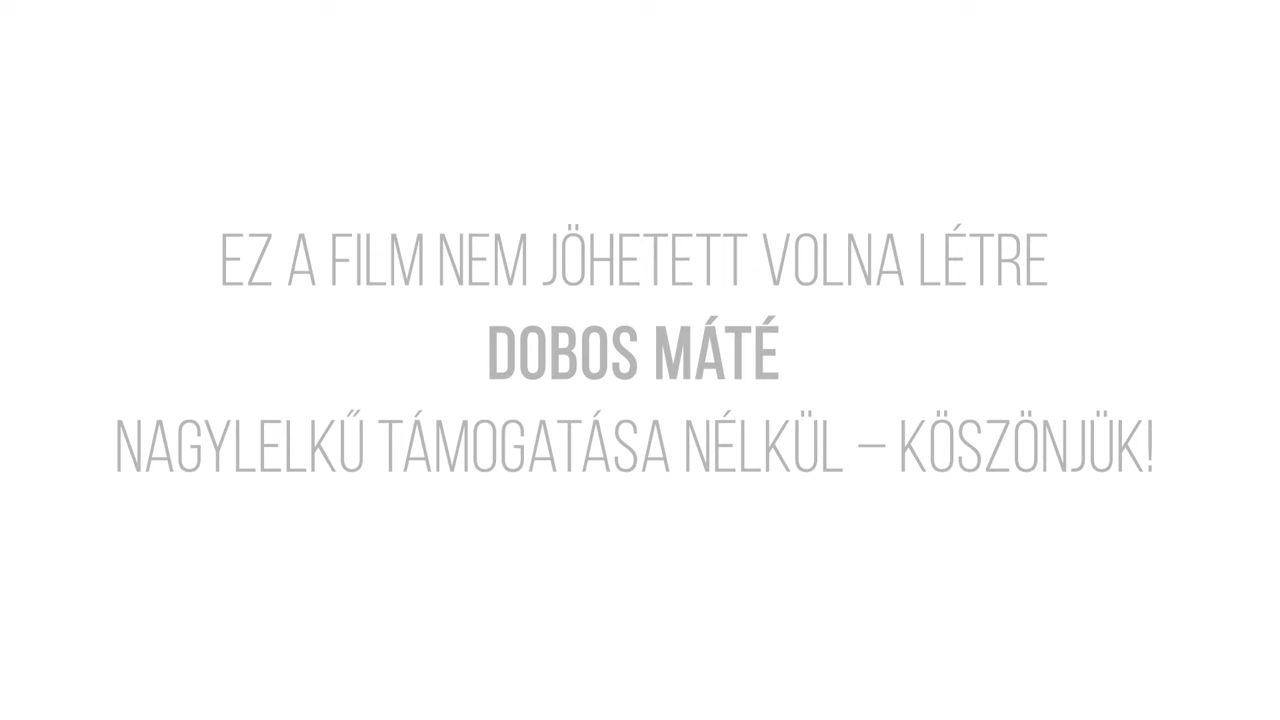 EZ A FILM NEM JÖHETETT VOLNA LÉTRE
DOBOS MÁTÉ
NAGYLELKŰ TÁMOGATÁSA NÉLKÜL – KÖSZÖNJÜK!